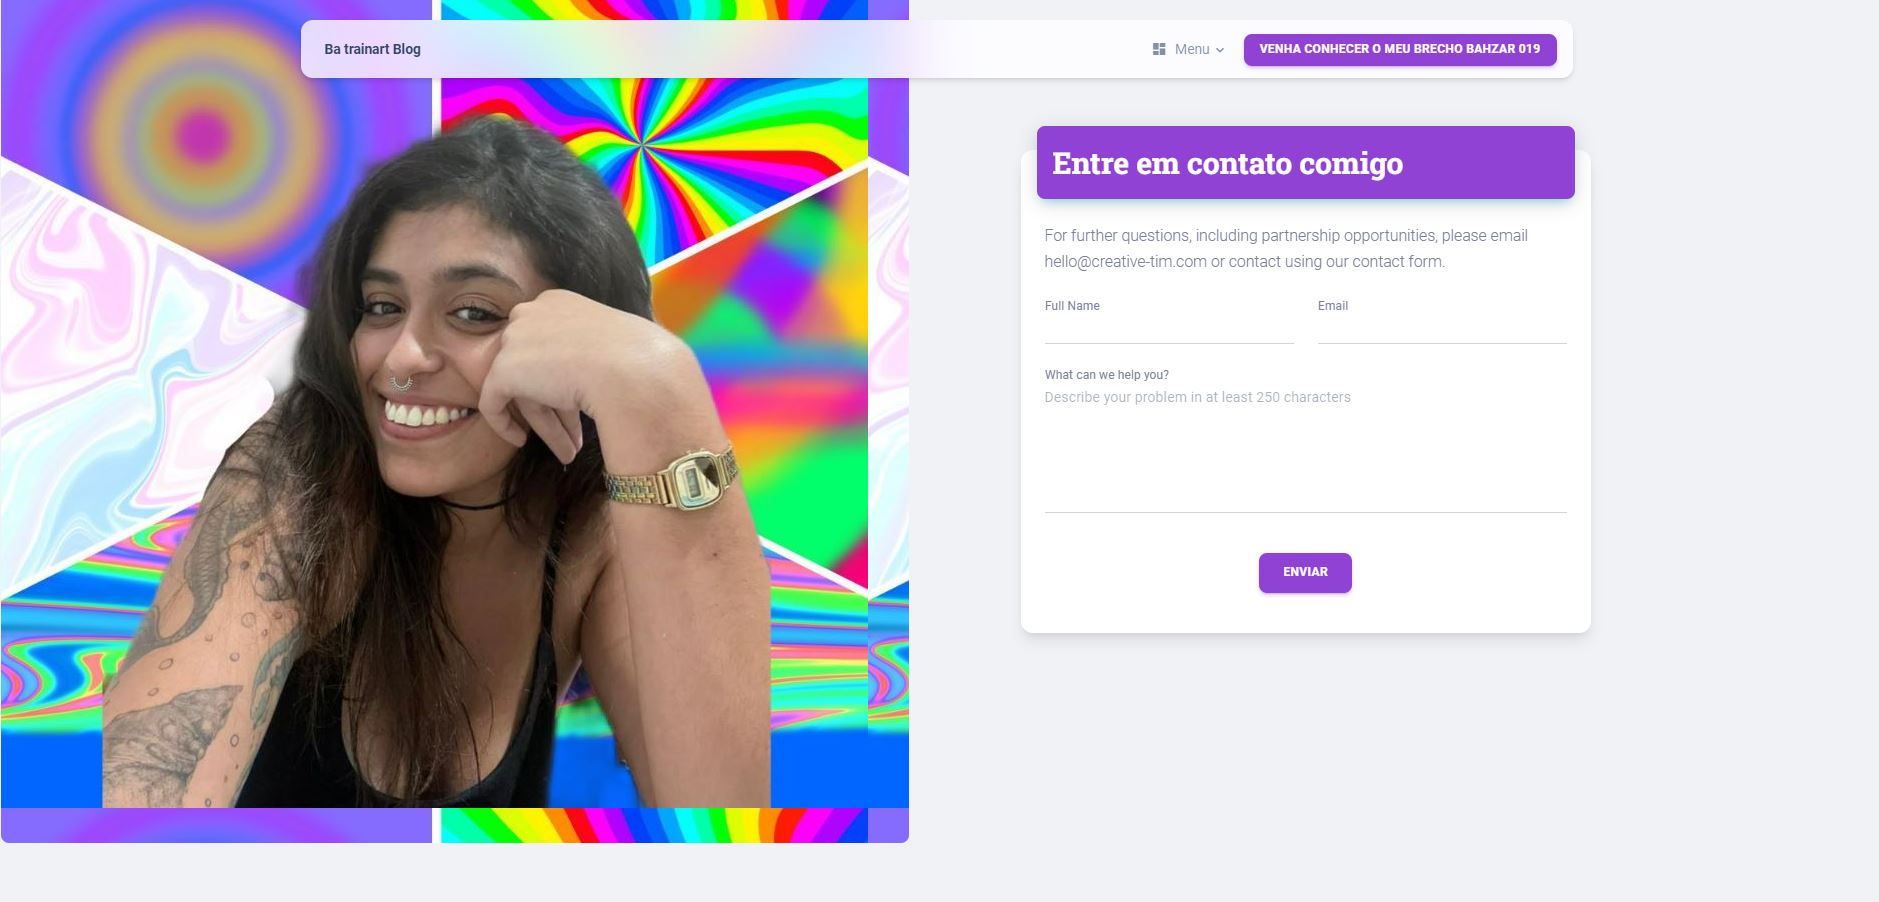 Ba trainart Blog
Menu
VENHA CONHECER O MEU BRECHO BAHZAR 019
Entre em contato comigo
For further questions, including partnership opportunities, please email
hello@creative-tim.com or contact using our contact form.
Full Name
Email
What can we help you?
Describe your problem in at least 250 characters
ENVIAR